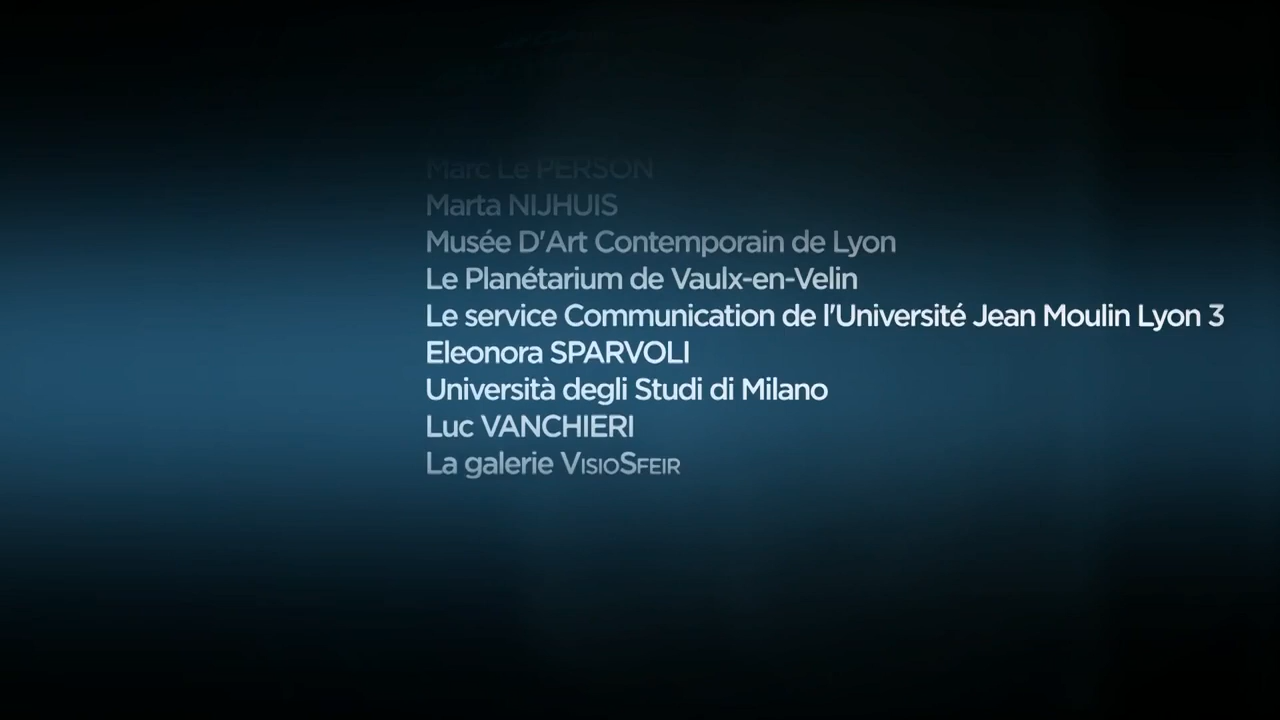 Marc Le PERSON
Marta NIJHUIS
Musée D'Art Contemporain de Lyon
Le Planétarium de Vaulx-en-Velin
Le service Communication de l'Université Jean Moulin Lyon 3
Eleonora SPARVOLI
Università degli Studi di Milano
Luc VANCHIERI
La galerie VisioSfeir